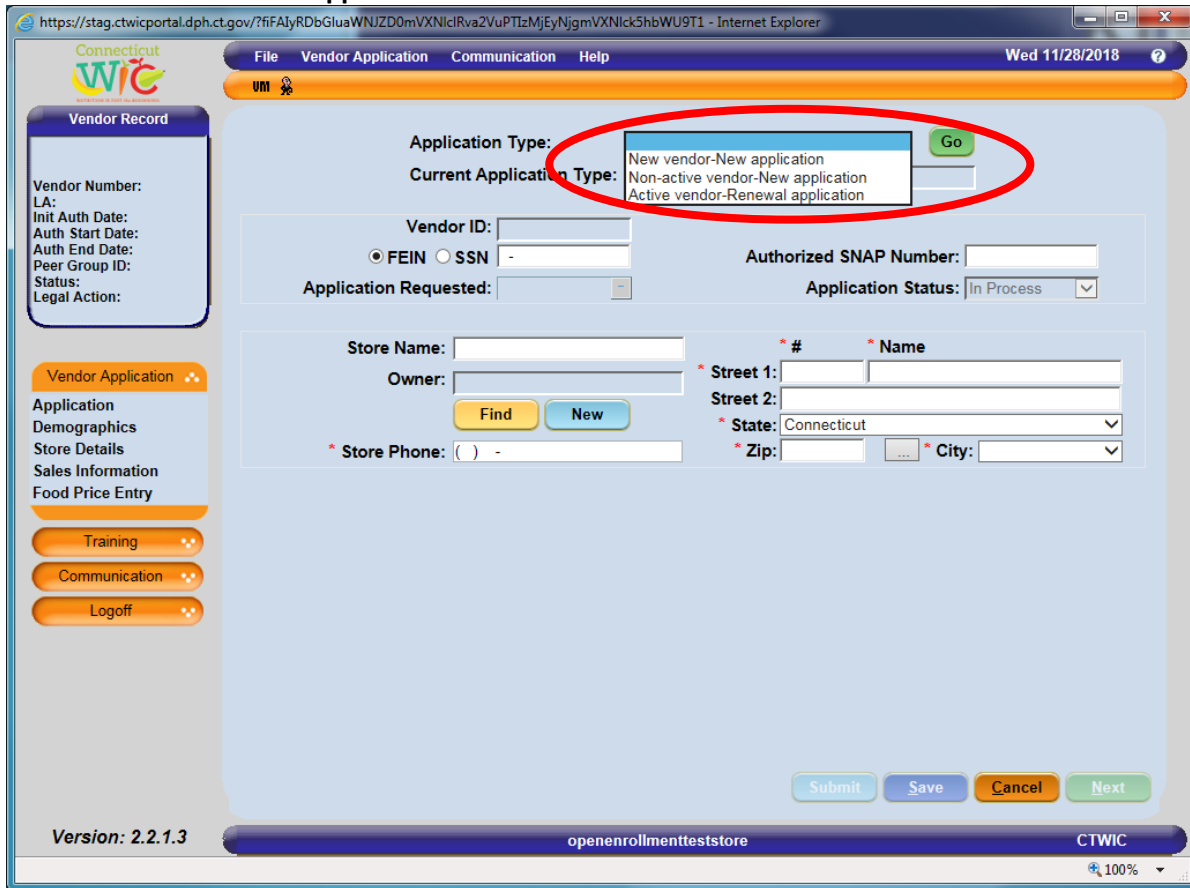 https://stag.ctwicportal.dph.ct.gov/?fiFAIyRDbGluaWNJZD0mVXNlclRva2VuPTIzMjEyNjgmVXNlck5hbWU9T1 - Internet Explorer
Connecticut
WIC
File Vendor Application Communication Help Wed 11/28/2018 ?
VM
Vendor Record
Vendor Number:
LA:
Init Auth Date:
Auth Start Date:
Auth End Date:
Peer Group ID:
Status:
Legal Action:
Vendor Application
Application
Demographics
Store Details
Sales Information
Food Price Entry
Training
Communication
Logoff
Version: 2.2.1.3
Application Type: Go
New vendor-New application
Non-active vendor-New application
Active vendor-Renewal application
Current Application Type:
Vendor ID:
FEIN SSN -
Authorized SNAP Number:
Application Requested:
Application Status: In Process
Store Name:
Owner:
Find New
* Store Phone: ( ) -
* # * Name
* Street 1:
Street 2:
* State: Connecticut
* Zip: ... * City:
Submit Save Cancel Next
openenrollmentteststore CTWIC
100%